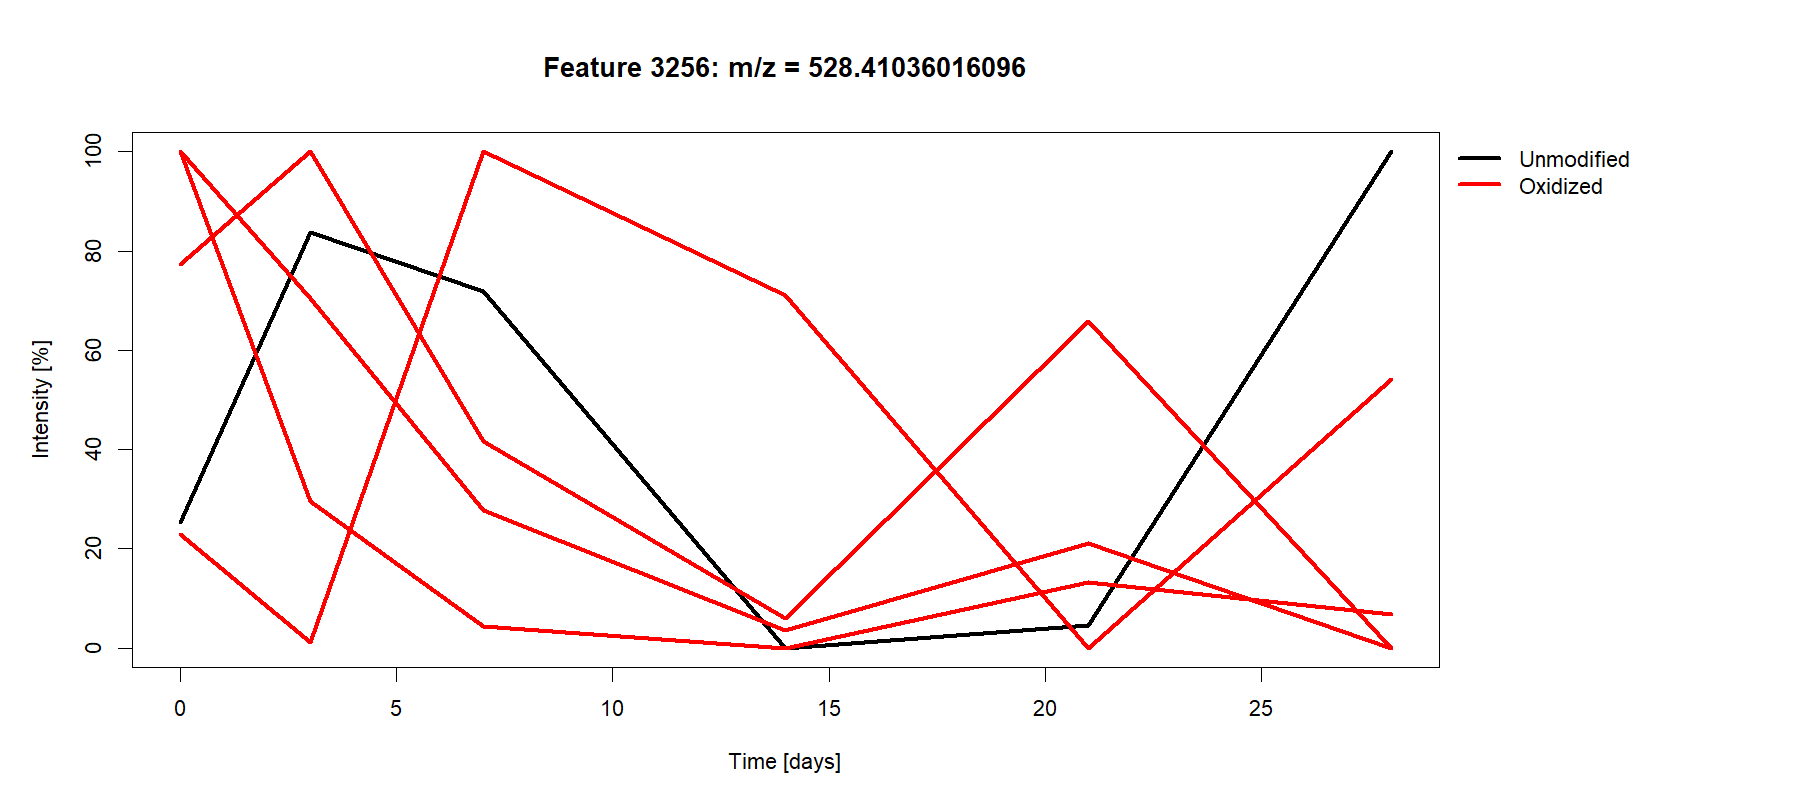 Feature 3256: m/z = 528.41036016096
Unmodified
Oxidized
Intensity [%]
100
80
60
40
20
0
0 5 10 15 20 25
Time [days]